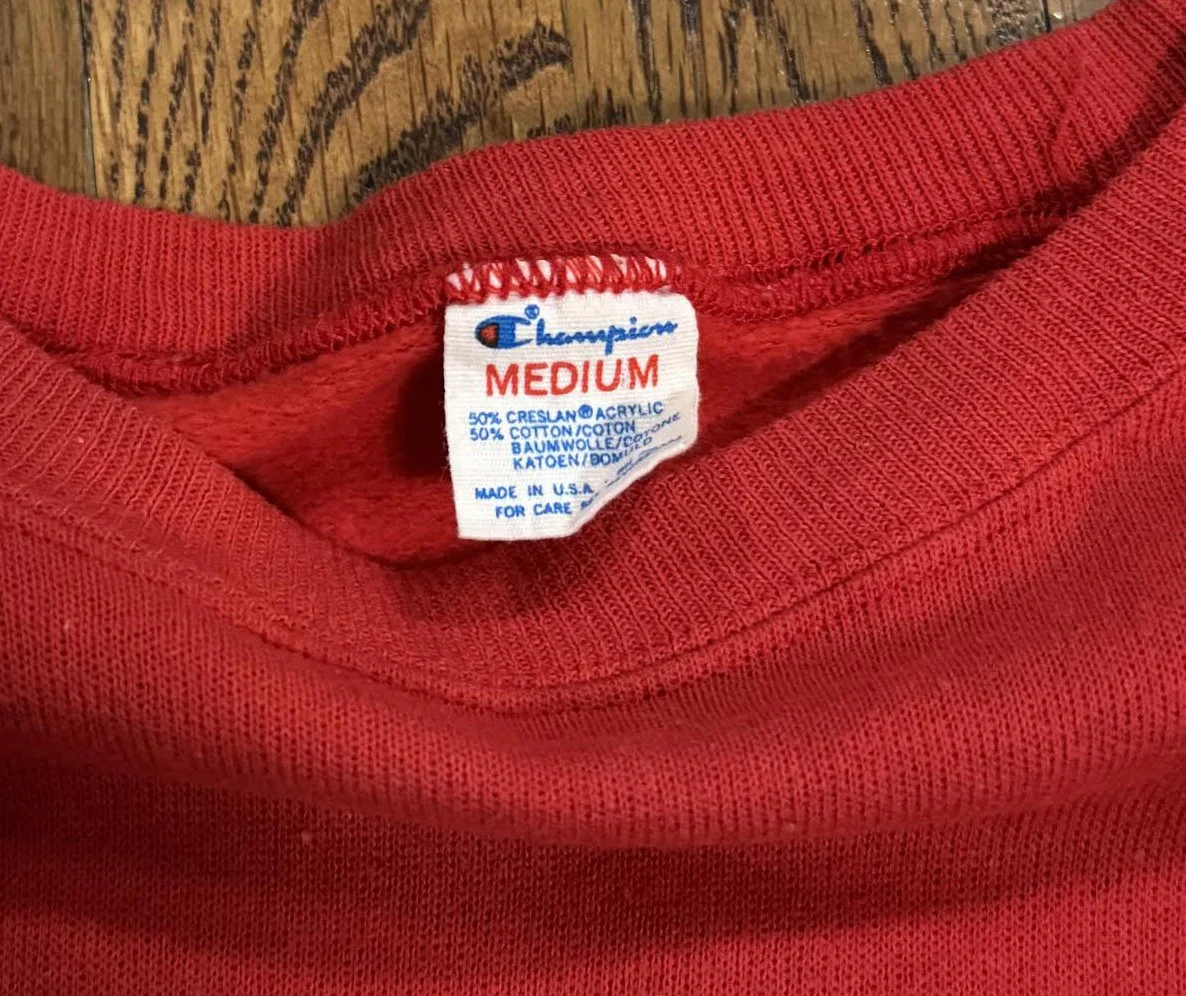 Champion®
MEDIUM
50% CRESLAN® ACRYLIC
50% COTTON/COTON
BAUMWOLLE/COTONE
KATOEN/BOMULD
MADE IN U.S.A.
FOR CARE